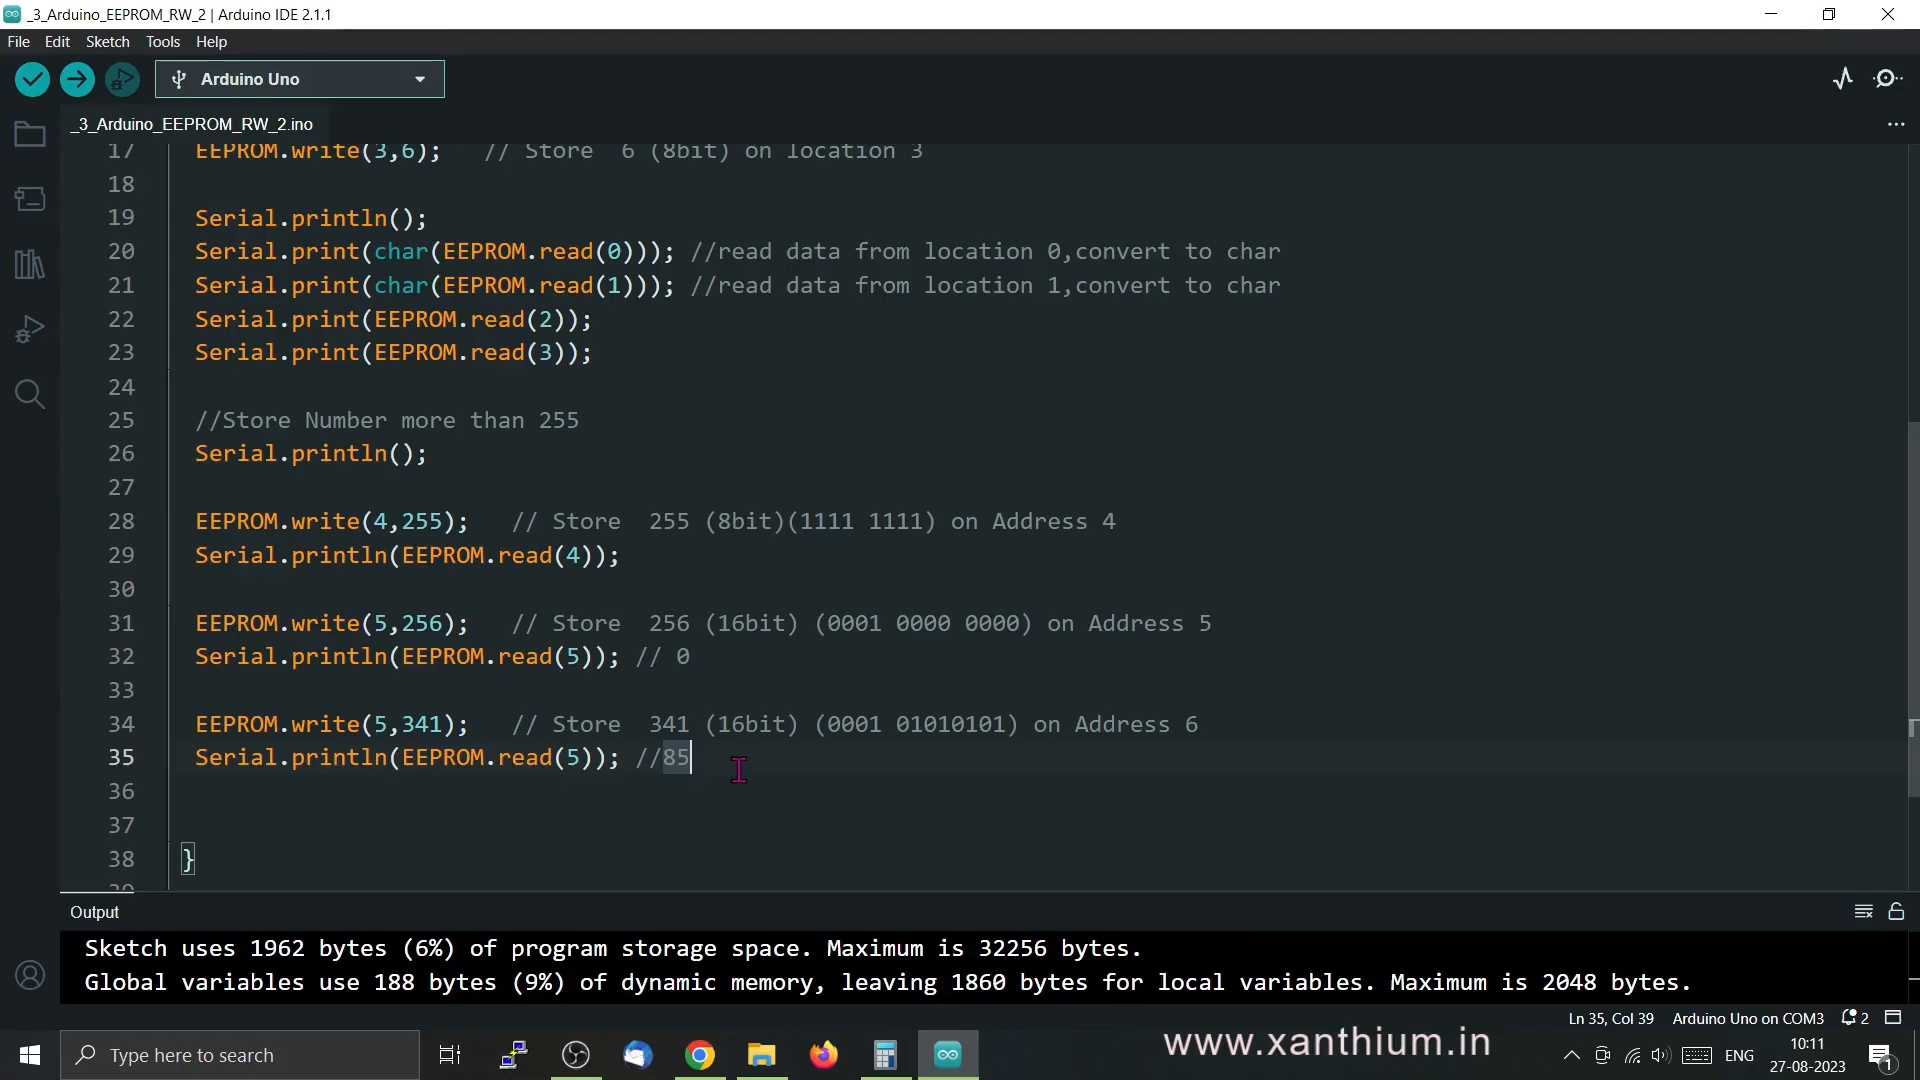 _3_Arduino_EEPROM_RW_2 | Arduino IDE 2.1.1
File Edit Sketch Tools Help
Arduino Uno
_3_Arduino_EEPROM_RW_2.ino
17 EEPROM.write(3,6); // Store 6 (8bit) on location 3
18
19 Serial.println();
20 Serial.print(char(EEPROM.read(0))); //read data from location 0,convert to char
21 Serial.print(char(EEPROM.read(1))); //read data from location 1,convert to char
22 Serial.print(EEPROM.read(2));
23 Serial.print(EEPROM.read(3));
24
25 //Store Number more than 255
26 Serial.println();
27
28 EEPROM.write(4,255); // Store 255 (8bit)(1111 1111) on Address 4
29 Serial.println(EEPROM.read(4));
30
31 EEPROM.write(5,256); // Store 256 (16bit) (0001 0000 0000) on Address 5
32 Serial.println(EEPROM.read(5)); // 0
33
34 EEPROM.write(5,341); // Store 341 (16bit) (0001 01010101) on Address 6
35 Serial.println(EEPROM.read(5)); //85
36
37
38 }
Output
Sketch uses 1962 bytes (6%) of program storage space. Maximum is 32256 bytes.
Global variables use 188 bytes (9%) of dynamic memory, leaving 1860 bytes for local variables. Maximum is 2048 bytes.
Ln 35, Col 39 Arduino Uno on COM3 2
Type here to search
www.xanthium.in
ENG
10:11
27-08-2023
1